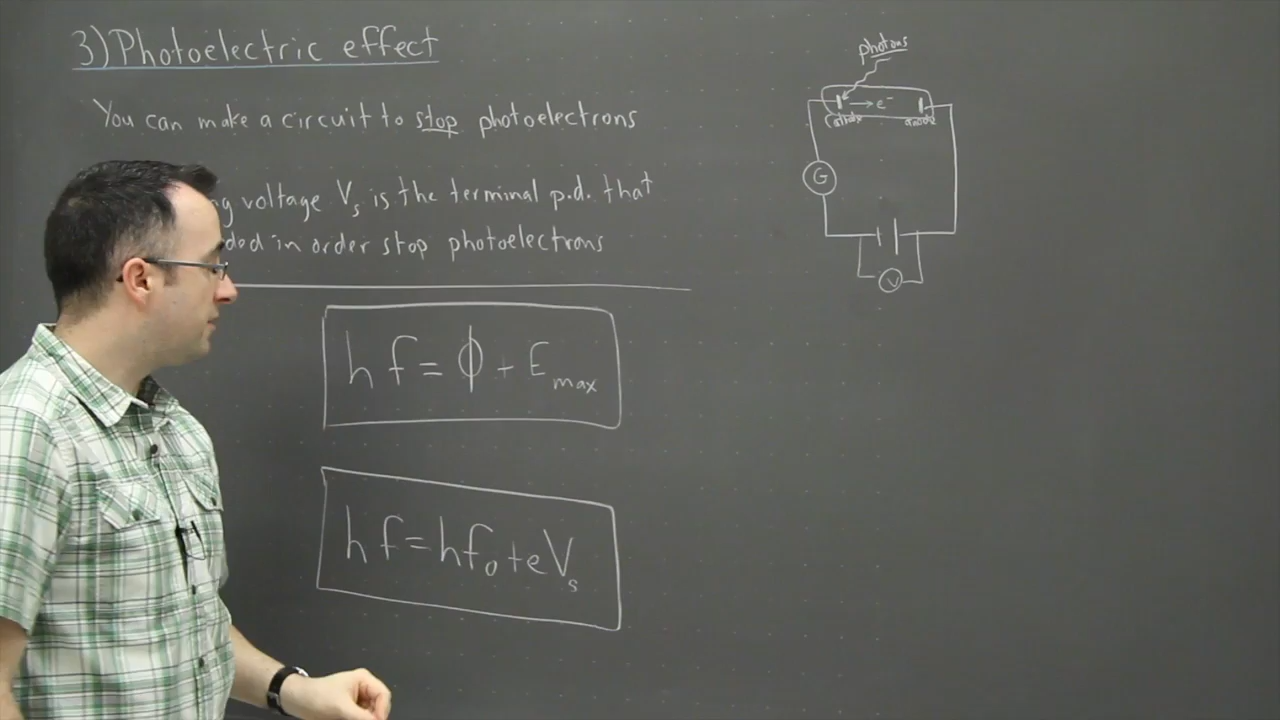 3) Photoelectric effect
You can make a circuit to stop photoelectrons
voltage Vs is the terminal p.d. that
in order stop photoelectrons
hf = ϕ + Emax
hf = hf0 + eVs
photons
e-
cathode
anode
G
V